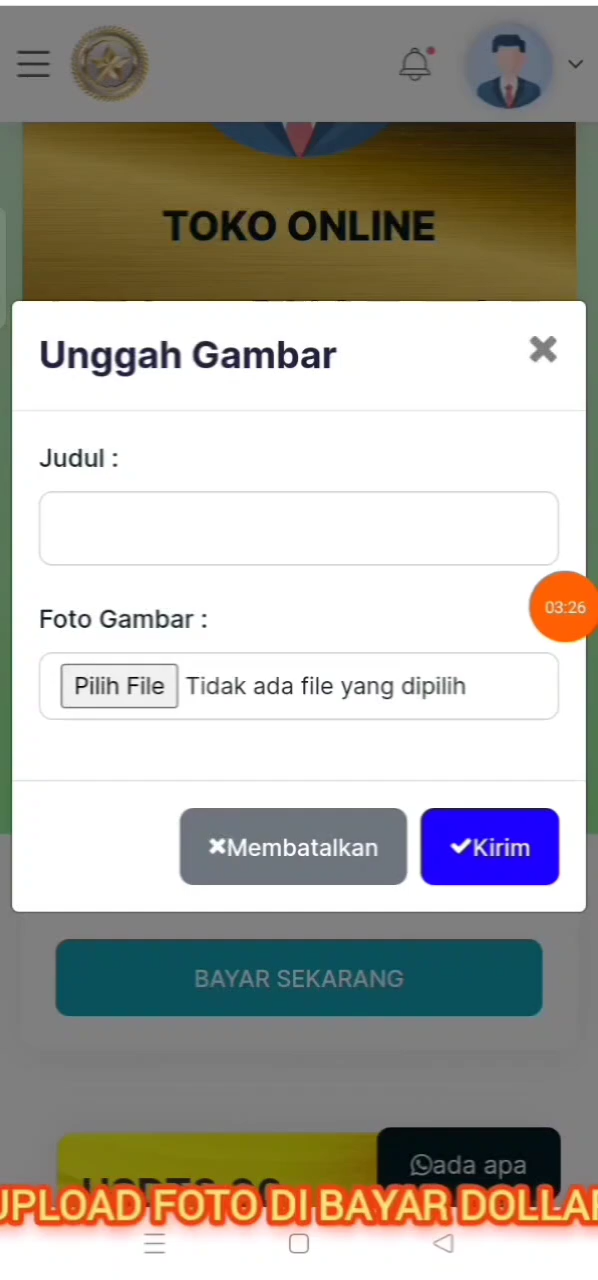 TOKO ONLINE
Unggah Gambar
Judul :
03:26
Foto Gambar :
Pilih File Tidak ada file yang dipilih
Membatalkan
Kirim
BAYAR SEKARANG
ada apa
UPLOAD FOTO DI BAYAR DOLLAR